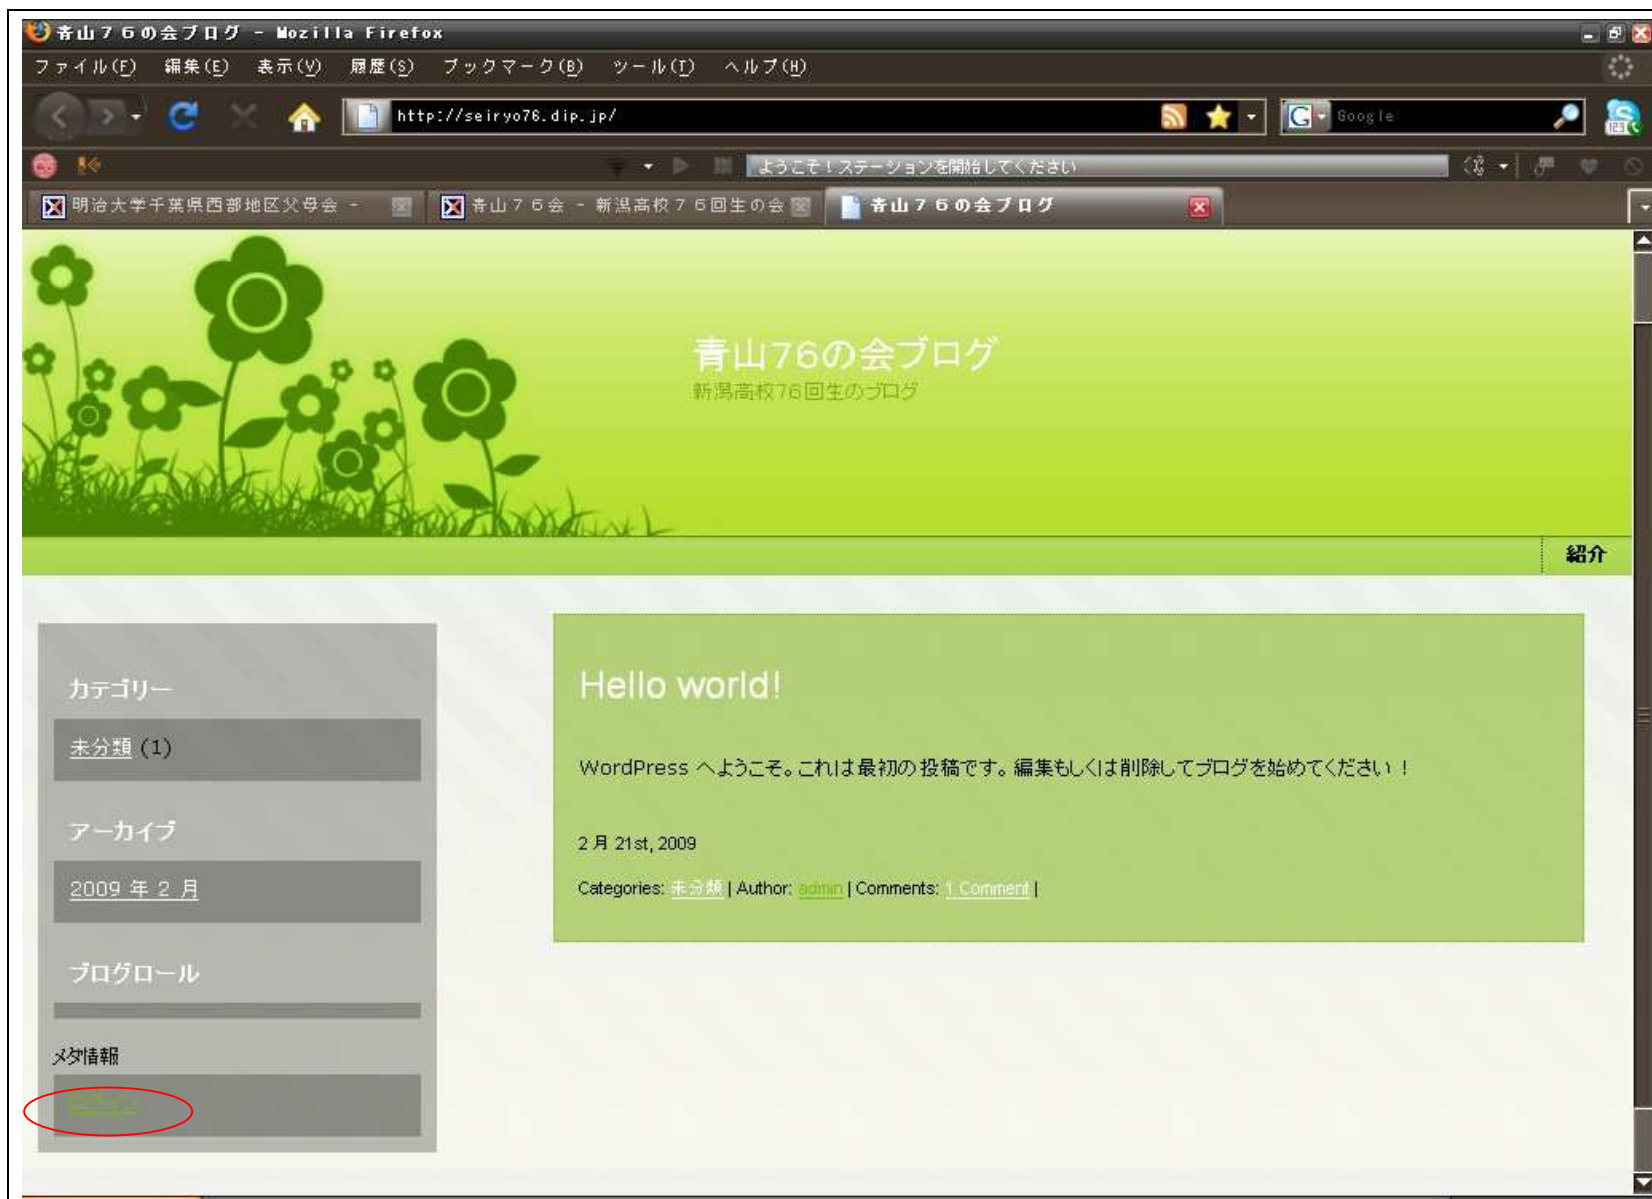 青山７６の会ブログ - Mozilla Firefox
ファイル(F) 編集(E) 表示(V) 履歴(S) ブックマーク(B) ツール(T) ヘルプ(H)
http://seiryo76.dip.jp/
Google
ようこそ！ステーションを開始してください
明治大学千葉県西部地区父母会 -
青山７６会 - 新潟高校７６回生の会
青山７６の会ブログ
青山76の会ブログ
新潟高校76回生のブログ
紹介
カテゴリー
未分類 (1)
アーカイブ
2009 年 2 月
ブログロール
メタ情報
ログイン
Hello world!
WordPress へようこそ。これは最初の投稿です。編集もしくは削除してブログを始めてください！
2 月 21st, 2009
Categories: 未分類 | Author: admin | Comments: 1 Comment |